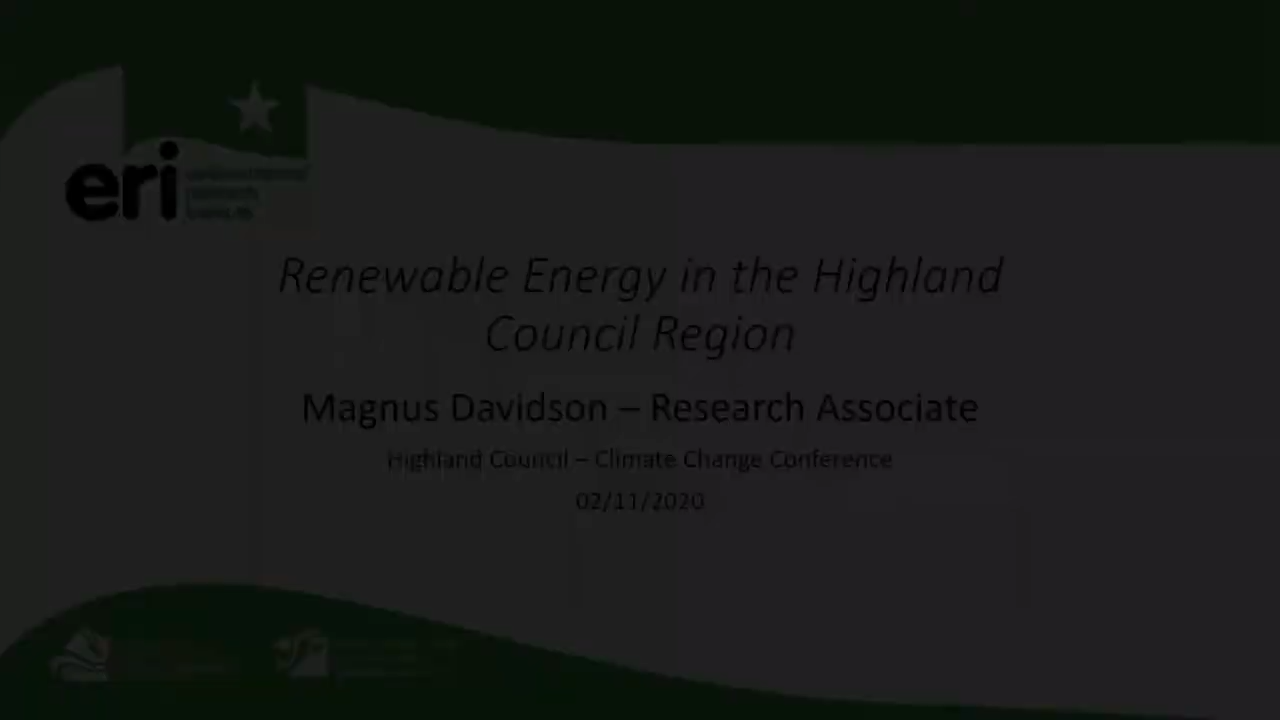 eri
Renewable Energy in the Highland
Council Region
Magnus Davidson – Research Associate
Highland Council – Climate Change Conference
02/11/2020